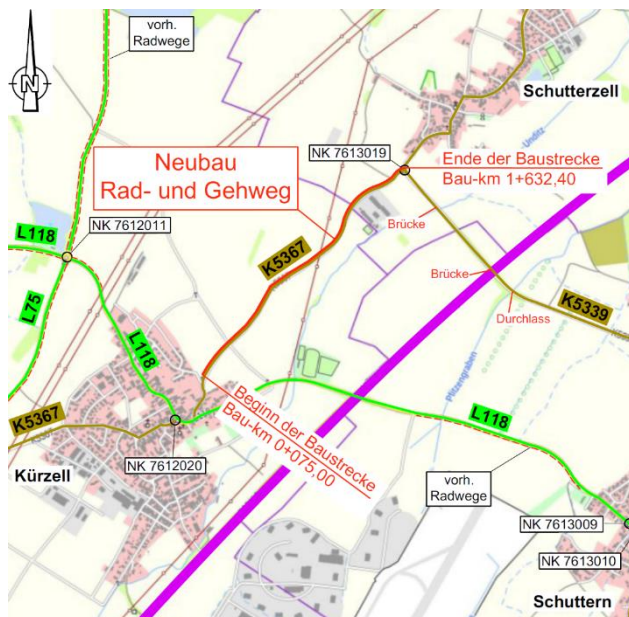 vorh.
Radwege
N
Schutterzell
NK 7613019
Unditz
Neubau
Rad- und Gehweg
Ende der Baustrecke
Bau-km 1+632,40
Brücke
L118
NK 7612011
K5367
Brücke
L75
L118
Durchlass
K5339
Pfitzengraben
K5367
Beginn der Baustrecke
Bau-km 0+075,00
L118
NK 7612020
Kürzell
vorh.
Radwege
NK 7613009
NK 7613010
Schuttern